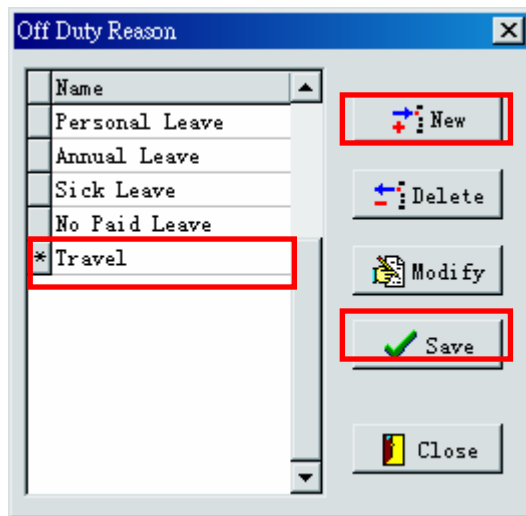 Off Duty Reason
Name
Personal Leave
Annual Leave
Sick Leave
No Paid Leave
* Travel
New
Delete
Modify
Save
Close